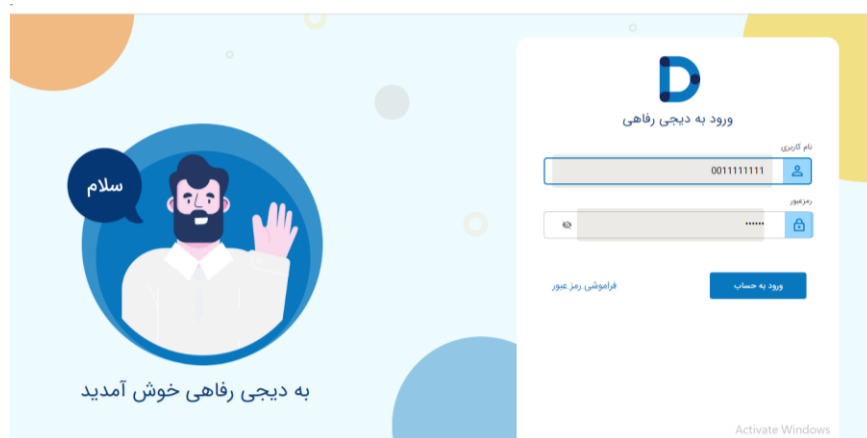 ورود به دیجی رفاهی
نام کاربری
0011111111
رمزعبور
••••••
ورود به حساب
فراموشی رمز عبور
سلام
به دیجی رفاهی خوش آمدید
Activate Windows